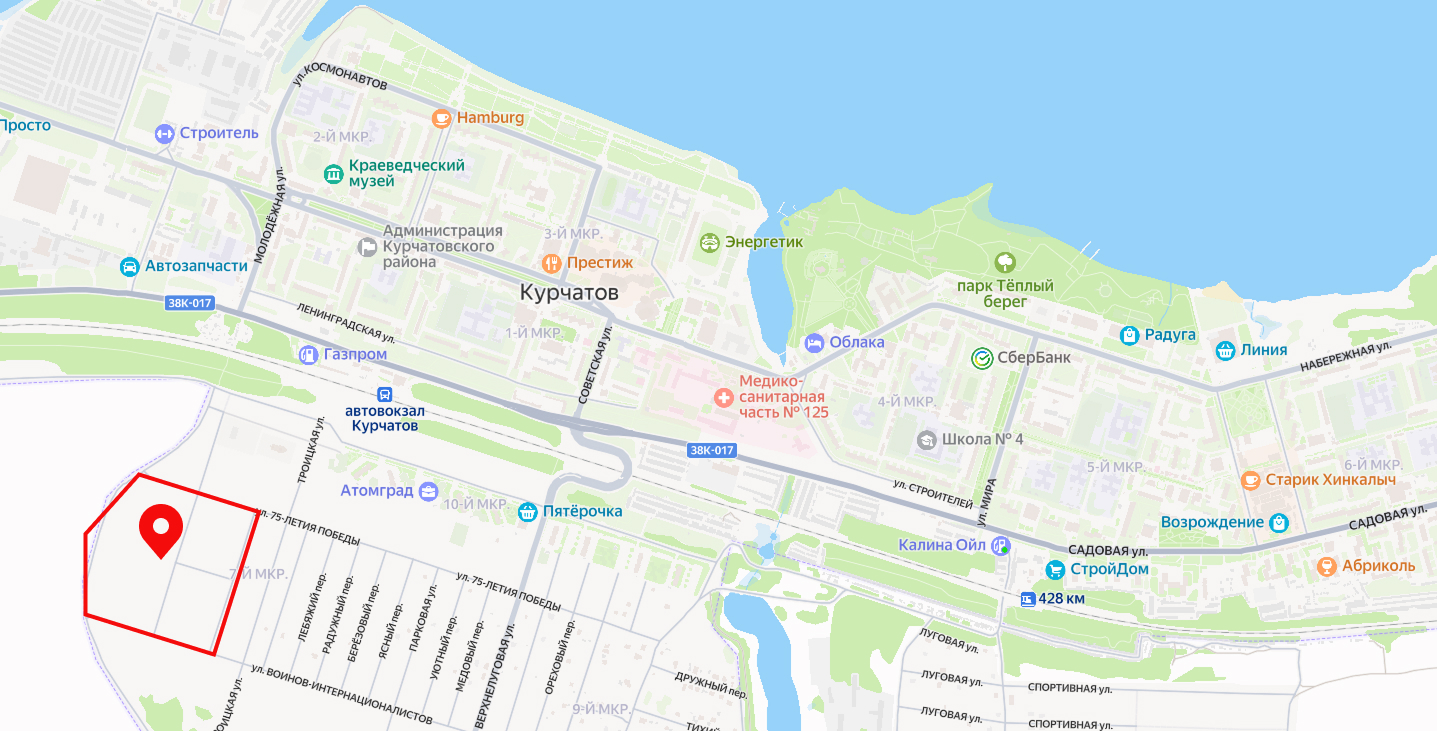 ул. КОСМОНАВТОВ
Просто
Строитель
2-Й МКР.
Hamburg
Краеведческий
музей
МОЛОДЁЖНАЯ ул.
Администрация
Курчатовского
района
3-Й МКР.
Энергетик
Автозапчасти
Престиж
Курчатов
парк Тёплый
берег
38К-017
ЛЕНИНГРАДСКАЯ ул.
1-Й МКР.
СОВЕТСКАЯ ул.
Облака
Радуга
Линия
НАБЕРЕЖНАЯ ул.
Газпром
СберБанк
Медико-
санитарная
часть № 125
автовокзал
Курчатов
4-Й МКР.
Школа № 4
38К-017
5-Й МКР.
6-Й МКР.
ТРОИЦКАЯ ул.
Атомград
10-Й МКР.
Пятёрочка
ул. СТРОИТЕЛЕЙ
ул. МИРА
Старик Хинкалыч
Возрождение
САДОВАЯ ул.
ул. 75-ЛЕТИЯ ПОБЕДЫ
Калина Ойл
САДОВАЯ ул.
СтройДом
Абриколь
7-Й МКР.
ул. 75-ЛЕТИЯ ПОБЕДЫ
428 км
ЛЕБЯЖИЙ пер.
РАДУЖНЫЙ пер.
БЕРЁЗОВЫЙ пер.
ЯСНЫЙ пер.
ПАРКОВАЯ ул.
УЮТНЫЙ пер.
МЕДОВЫЙ пер.
ВЕРХНЕЛУГОВАЯ ул.
ОРЕХОВЫЙ пер.
ЛУГОВАЯ ул.
ул. ВОИНОВ-ИНТЕРНАЦИОНАЛИСТОВ
ДРУЖНЫЙ пер.
ЛУГОВАЯ ул.
СПОРТИВНАЯ ул.
РОИЦКАЯ ул.
9-Й МКР.
ЛУГОВАЯ ул.
СПОРТИВНАЯ ул.
ТИХИЙ